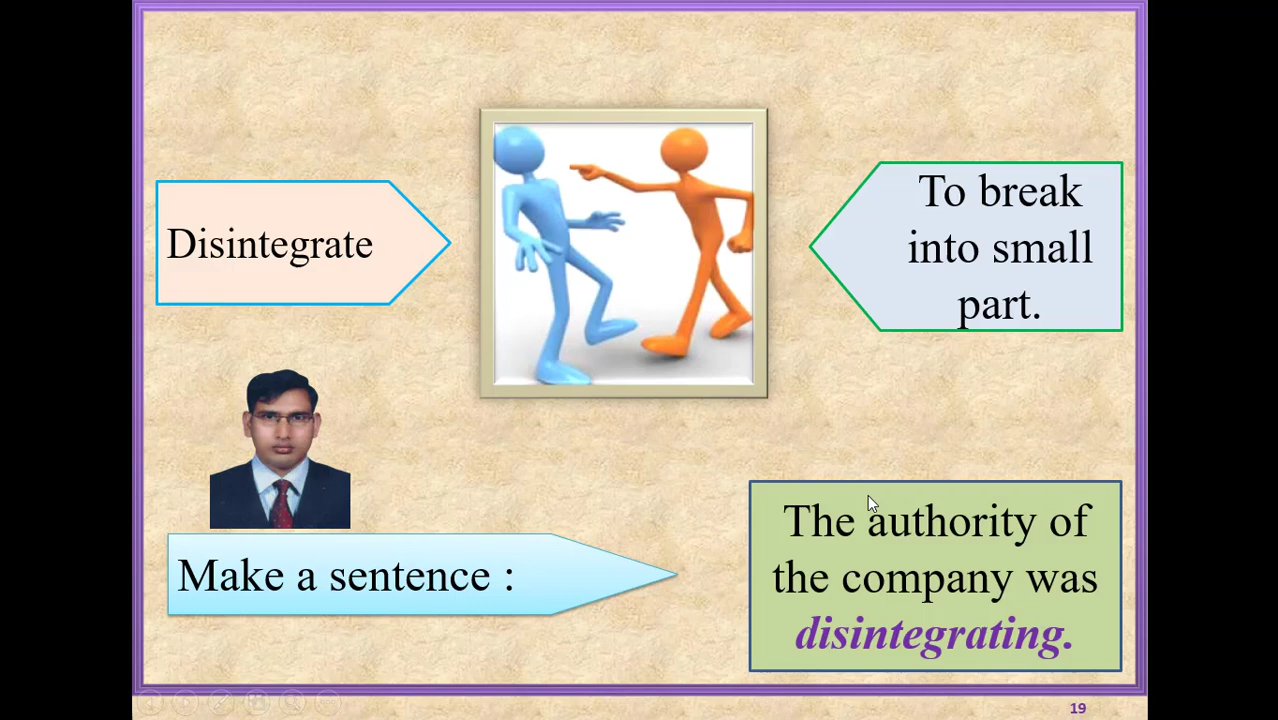 Disintegrate
To break
into small
part.
Make a sentence :
The authority of
the company was
disintegrating.
19